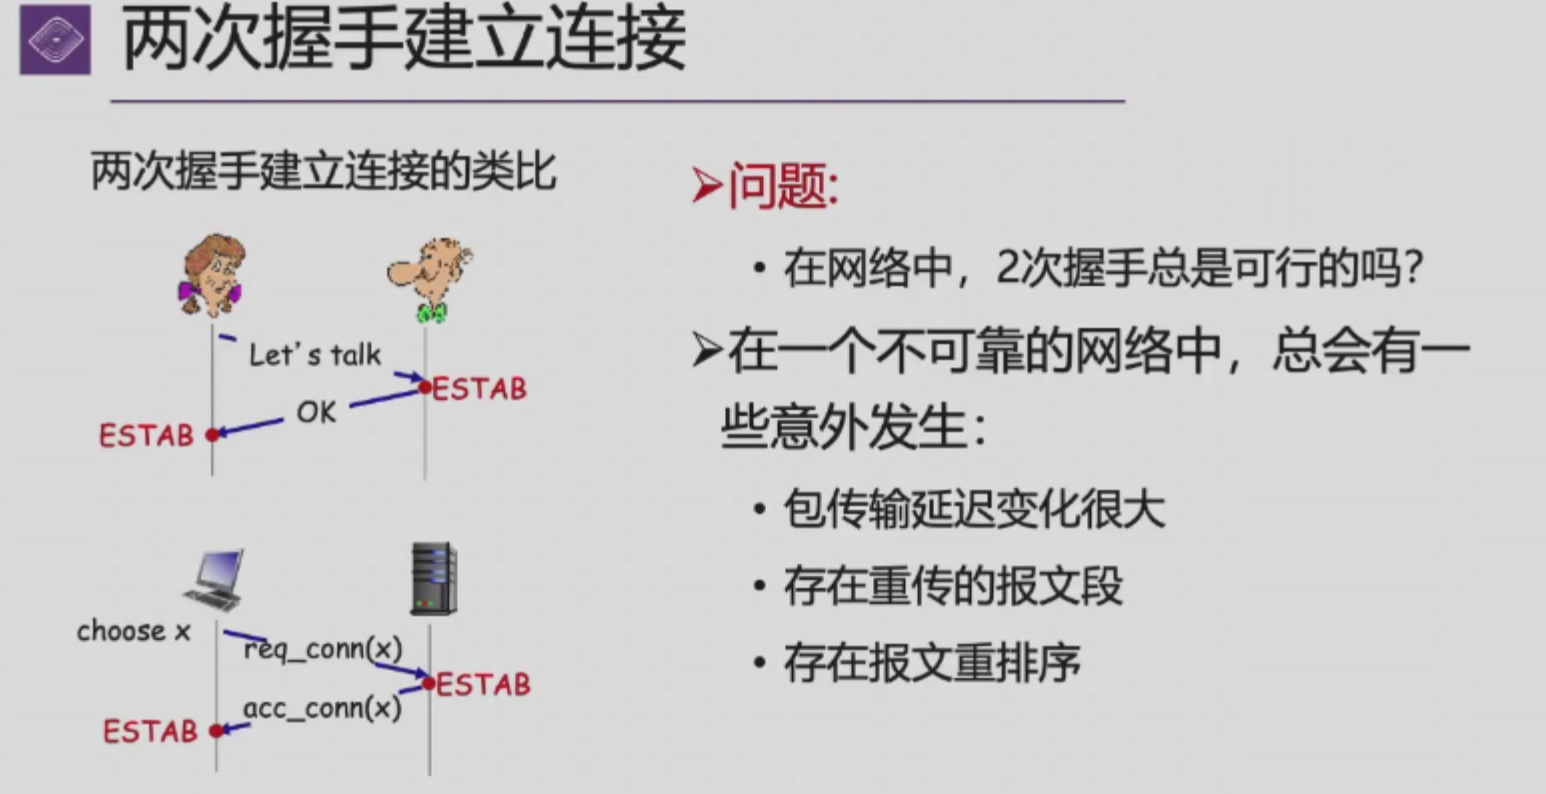 两次握手建立连接
两次握手建立连接的类比
Let's talk
ESTAB
OK
ESTAB
choose x
req_conn(x)
ESTAB
acc_conn(x)
ESTAB
➢问题:
• 在网络中，2次握手总是可行的吗？
➢在一个不可靠的网络中，总会有一
些意外发生：
• 包传输延迟变化很大
• 存在重传的报文段
• 存在报文重排序